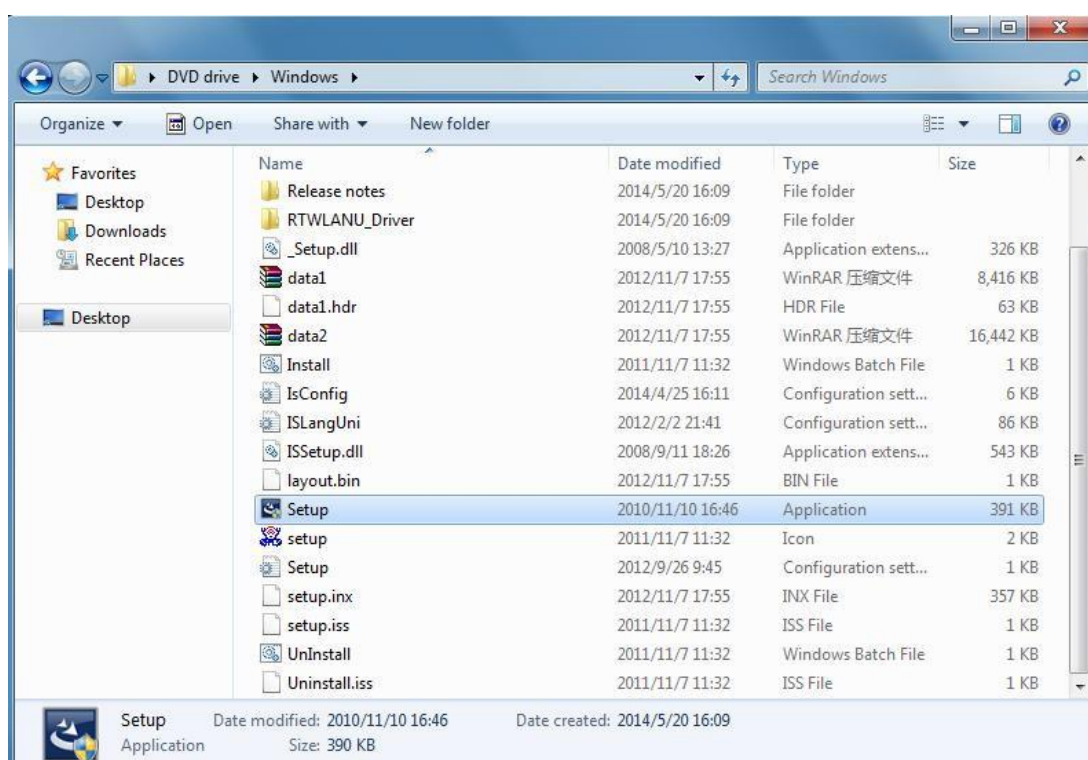 DVD drive Windows Search Windows
Organize Open Share with New folder
Favorites
Desktop
Downloads
Recent Places
Desktop
Name Date modified Type Size
Release notes 2014/5/20 16:09 File folder
RTWLANU_Driver 2014/5/20 16:09 File folder
_Setup.dll 2008/5/10 13:27 Application extens... 326 KB
data1 2012/11/7 17:55 WinRAR 压缩文件 8,416 KB
data1.hdr 2012/11/7 17:55 HDR File 63 KB
data2 2012/11/7 17:55 WinRAR 压缩文件 16,442 KB
Install 2011/11/7 11:32 Windows Batch File 1 KB
IsConfig 2014/4/25 16:11 Configuration sett... 6 KB
ISLangUni 2012/2/2 21:41 Configuration sett... 86 KB
ISSetup.dll 2008/9/11 18:26 Application extens... 543 KB
layout.bin 2012/11/7 17:55 BIN File 1 KB
Setup 2010/11/10 16:46 Application 391 KB
setup 2011/11/7 11:32 Icon 2 KB
Setup 2012/9/26 9:45 Configuration sett... 1 KB
setup.inx 2012/11/7 17:55 INX File 357 KB
setup.iss 2011/11/7 11:32 ISS File 1 KB
UnInstall 2011/11/7 11:32 Windows Batch File 1 KB
Uninstall.iss 2011/11/7 11:32 ISS File 1 KB
Setup Date modified: 2010/11/10 16:46 Date created: 2014/5/20 16:09
Application Size: 390 KB